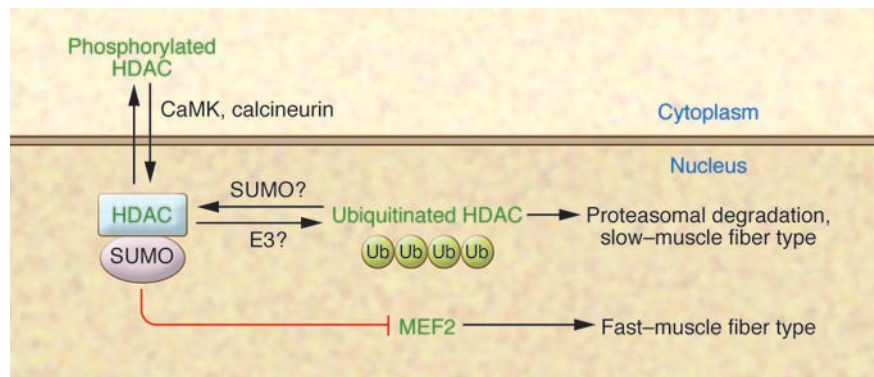 Phosphorylated
HDAC
CaMK, calcineurin
Cytoplasm
Nucleus
SUMO?
HDAC
Ubiquitinated HDAC
Proteasomal degradation,
slow–muscle fiber type
E3?
SUMO
Ub Ub Ub Ub
MEF2
Fast–muscle fiber type